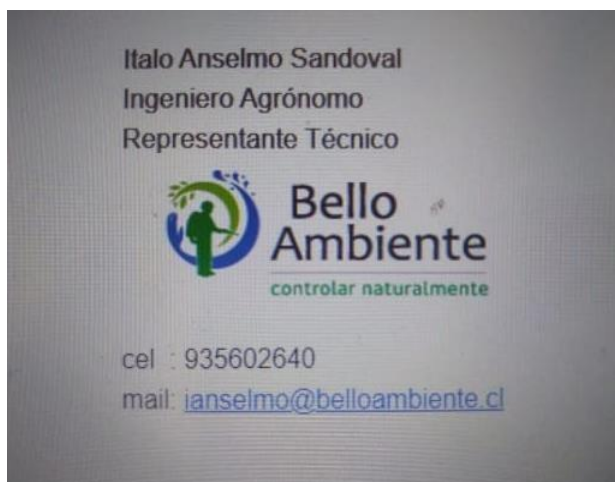 Italo Anselmo Sandoval
Ingeniero Agrónomo
Representante Técnico
Bello
Ambiente
controlar naturalmente
cel : 935602640
mail: ianselmo@belloambiente.cl